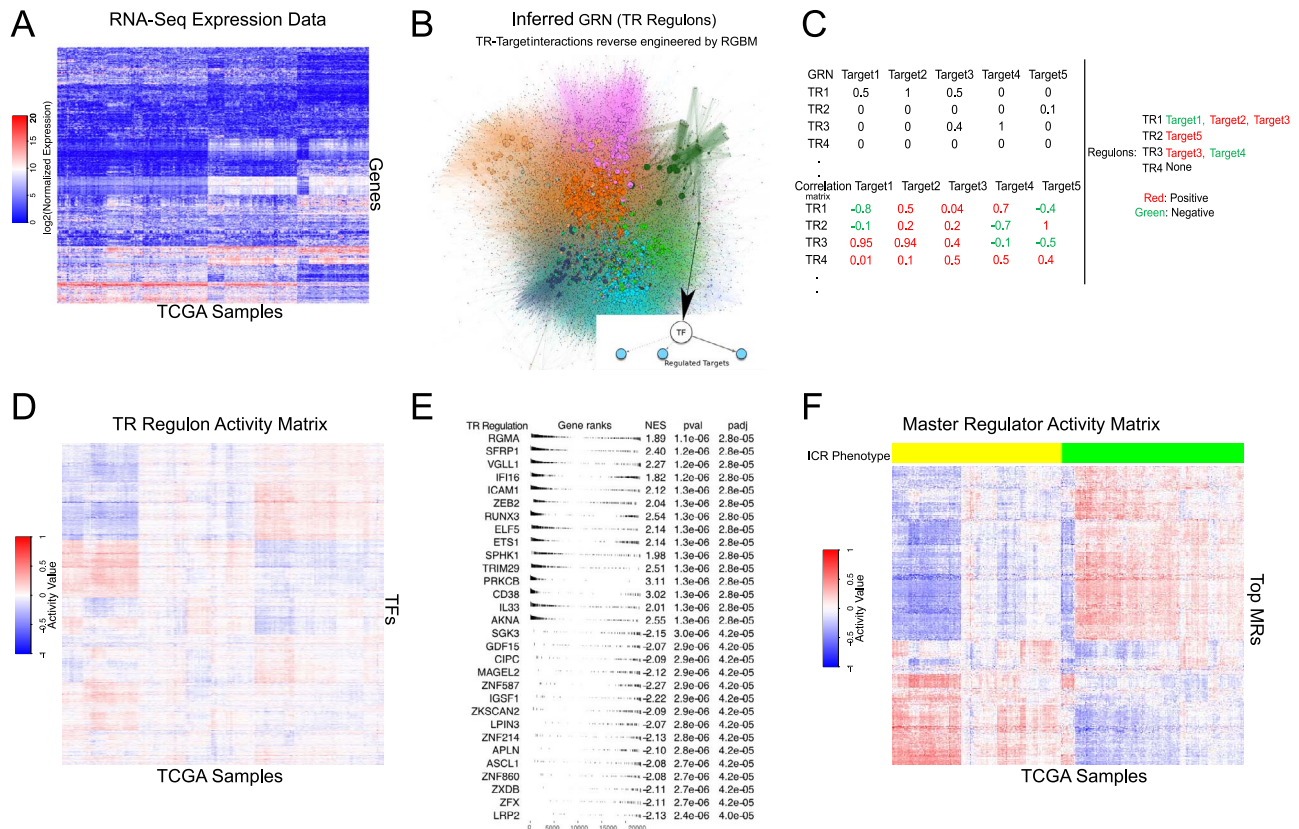 A
RNA-Seq Expression Data
log2(Normalized Expression)
0 5 10 15 20
Genes
TCGA Samples
B
Inferred GRN (TR Regulons)
TR-Targetinteractions reverse engineered by RGBM
TF
Regulated Targets
C
GRN Target1 Target2 Target3 Target4 Target5
TR1 0.5 1 0.5 0 0
TR2 0 0 0 0 0.1
TR3 0 0 0.4 1 0
TR4 0 0 0 0 0
.
.
Correlation matrix Target1 Target2 Target3 Target4 Target5
TR1 -0.8 0.5 0.04 0.7 -0.4
TR2 -0.1 0.2 0.2 -0.7 1
TR3 0.95 0.94 0.4 -0.1 -0.5
TR4 0.01 0.1 0.5 0.5 0.4
.
.
Regulons:
TR1 Target1, Target2, Target3
TR2 Target5
TR3 Target3, Target4
TR4 None
Red: Positive
Green: Negative
D
TR Regulon Activity Matrix
Activity Value
-1 -0.5 0 0.5 1
TFs
TCGA Samples
E
TR Regulation Gene ranks NES pval padj
RGMA 1.89 1.1e-06 2.8e-05
SFRP1 2.40 1.2e-06 2.8e-05
VGLL1 2.27 1.2e-06 2.8e-05
IFI16 1.82 1.2e-06 2.8e-05
ICAM1 2.12 1.3e-06 2.8e-05
ZEB2 2.04 1.3e-06 2.8e-05
RUNX3 2.54 1.3e-06 2.8e-05
ELF5 2.14 1.3e-06 2.8e-05
ETS1 2.14 1.3e-06 2.8e-05
SPHK1 1.98 1.3e-06 2.8e-05
TRIM29 2.51 1.3e-06 2.8e-05
PRKCB 3.11 1.3e-06 2.8e-05
CD38 3.02 1.3e-06 2.8e-05
IL33 2.01 1.3e-06 2.8e-05
AKNA 2.55 1.3e-06 2.8e-05
SGK3 -2.15 3.0e-06 4.2e-05
GDF15 -2.07 2.9e-06 4.2e-05
CIPC -2.09 2.9e-06 4.2e-05
MAGEL2 -2.12 2.9e-06 4.2e-05
ZNF587 -2.27 2.9e-06 4.2e-05
IGSF1 -2.22 2.9e-06 4.2e-05
ZKSCAN2 -2.09 2.9e-06 4.2e-05
LPIN3 -2.07 2.8e-06 4.2e-05
ZNF214 -2.13 2.8e-06 4.2e-05
APLN -2.10 2.8e-06 4.2e-05
ASCL1 -2.08 2.7e-06 4.2e-05
ZNF860 -2.08 2.7e-06 4.2e-05
ZXDB -2.11 2.7e-06 4.2e-05
ZFX -2.11 2.7e-06 4.2e-05
LRP2 -2.13 2.4e-06 4.0e-05
0 5000 10000 15000 20000
F
Master Regulator Activity Matrix
ICR Phenotype
Activity Value
-1 -0.5 0 0.5 1
Top MRs
TCGA Samples